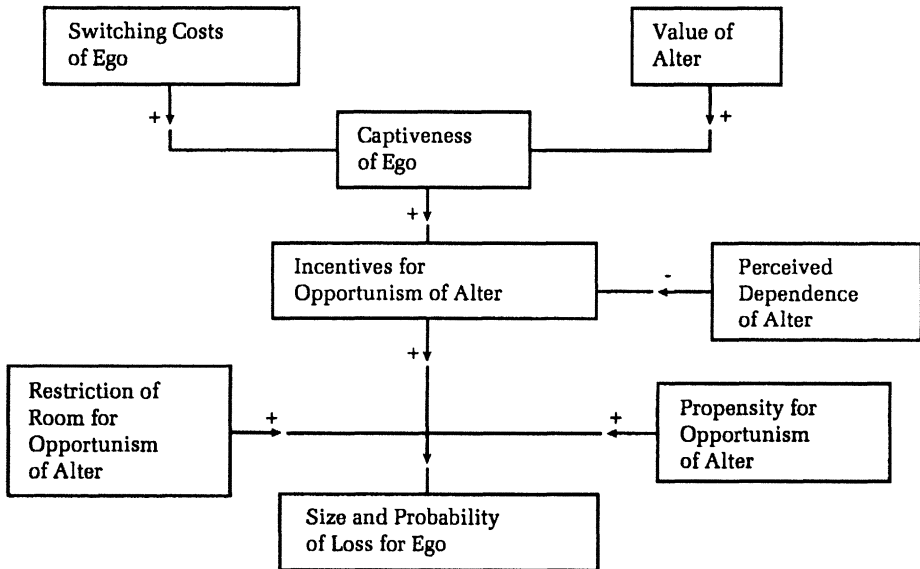 Switching Costs
of Ego
Value of
Alter
+
+
Captiveness
of Ego
+
Incentives for
Opportunism of Alter
-
Perceived
Dependence
of Alter
+
Restriction of
Room for
Opportunism
of Alter
+
+
Propensity for
Opportunism
of Alter
Size and Probability
of Loss for Ego